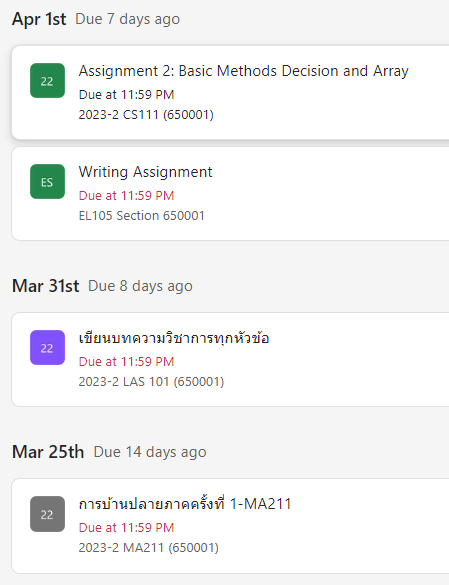 Apr 1st Due 7 days ago
22
Assignment 2: Basic Methods Decision and Array
Due at 11:59 PM
2023-2 CS111 (650001)
ES
Writing Assignment
Due at 11:59 PM
EL105 Section 650001
Mar 31st Due 8 days ago
22
เขียนบทความวิชาการทุกหัวข้อ
Due at 11:59 PM
2023-2 LAS 101 (650001)
Mar 25th Due 14 days ago
22
การบ้านปลายภาคครั้งที่ 1-MA211
Due at 11:59 PM
2023-2 MA211 (650001)